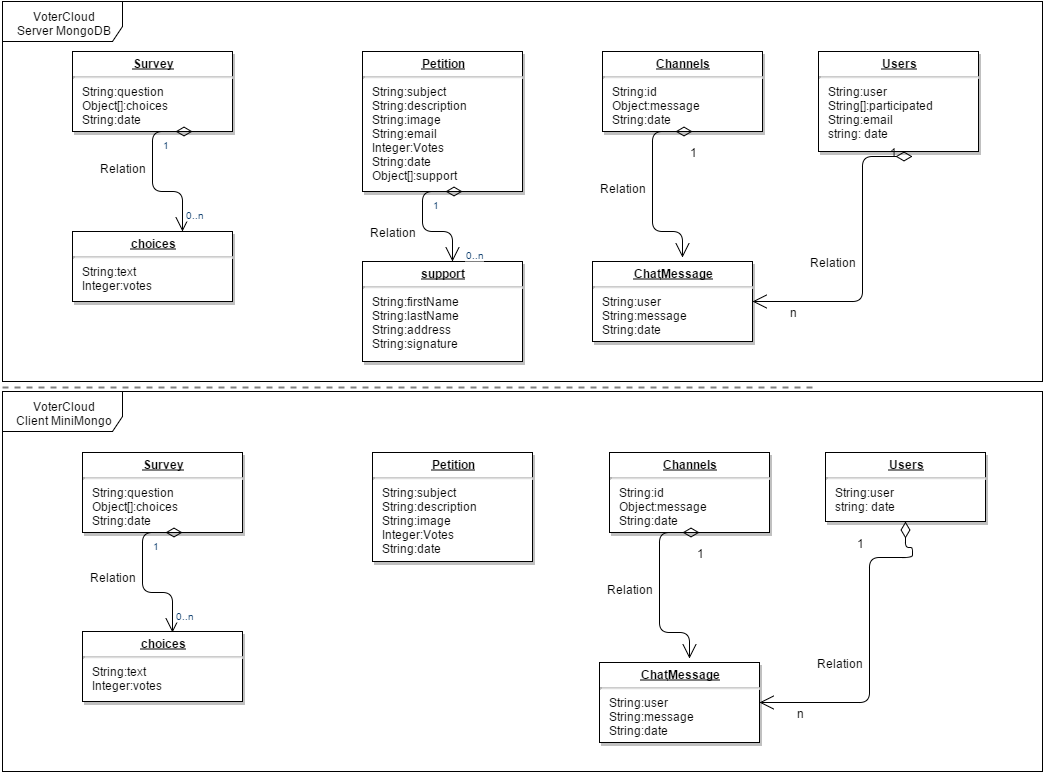 VoterCloud
Server MongoDB
Survey
String:question
Object[]:choices
String:date
1
Relation
0..n
choices
String:text
Integer:votes
Petition
String:subject
String:description
String:image
String:email
Integer:Votes
String:date
Object[]:support
1
Relation
0..n
support
String:firstName
String:lastName
String:address
String:signature
Channels
String:id
Object:message
String:date
1
Relation
ChatMessage
String:user
String:message
String:date
Users
String:user
String[]:participated
String:email
string: date
1
Relation
n
VoterCloud
Client MiniMongo
Survey
String:question
Object[]:choices
String:date
1
Relation
0..n
choices
String:text
Integer:votes
Petition
String:subject
String:description
String:image
Integer:Votes
String:date
Channels
String:id
Object:message
String:date
1
Relation
ChatMessage
String:user
String:message
String:date
Users
String:user
string: date
1
Relation
n